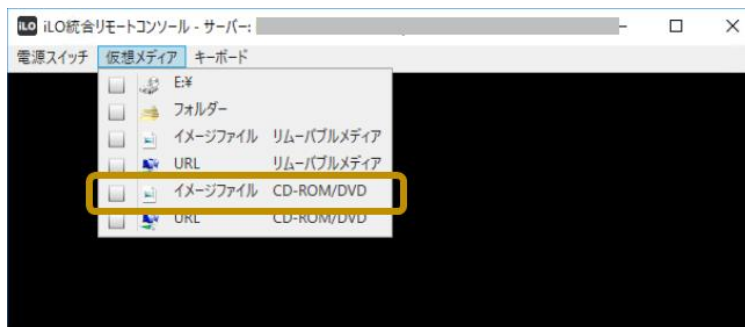 iLO iLO統合リモートコンソール - サーバー:
電源スイッチ 仮想メディア キーボード
E:¥
フォルダー
イメージファイル リムーバブルメディア
URL リムーバブルメディア
イメージファイル CD-ROM/DVD
URL CD-ROM/DVD